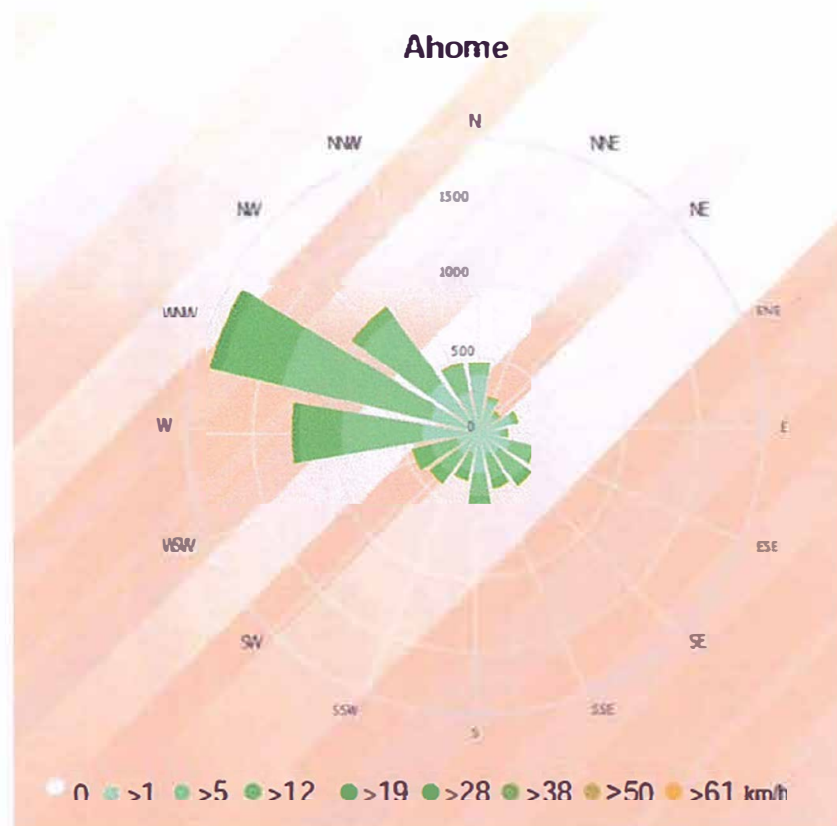 Ahome
N
NNW NNE
1500
NW NE
1000
WNW ENE
500
W 0 E
WSW ESE
SW SE
SSW SSE
S
0 >1 >5 >12 >19 >28 >38 >50 >61 km/h